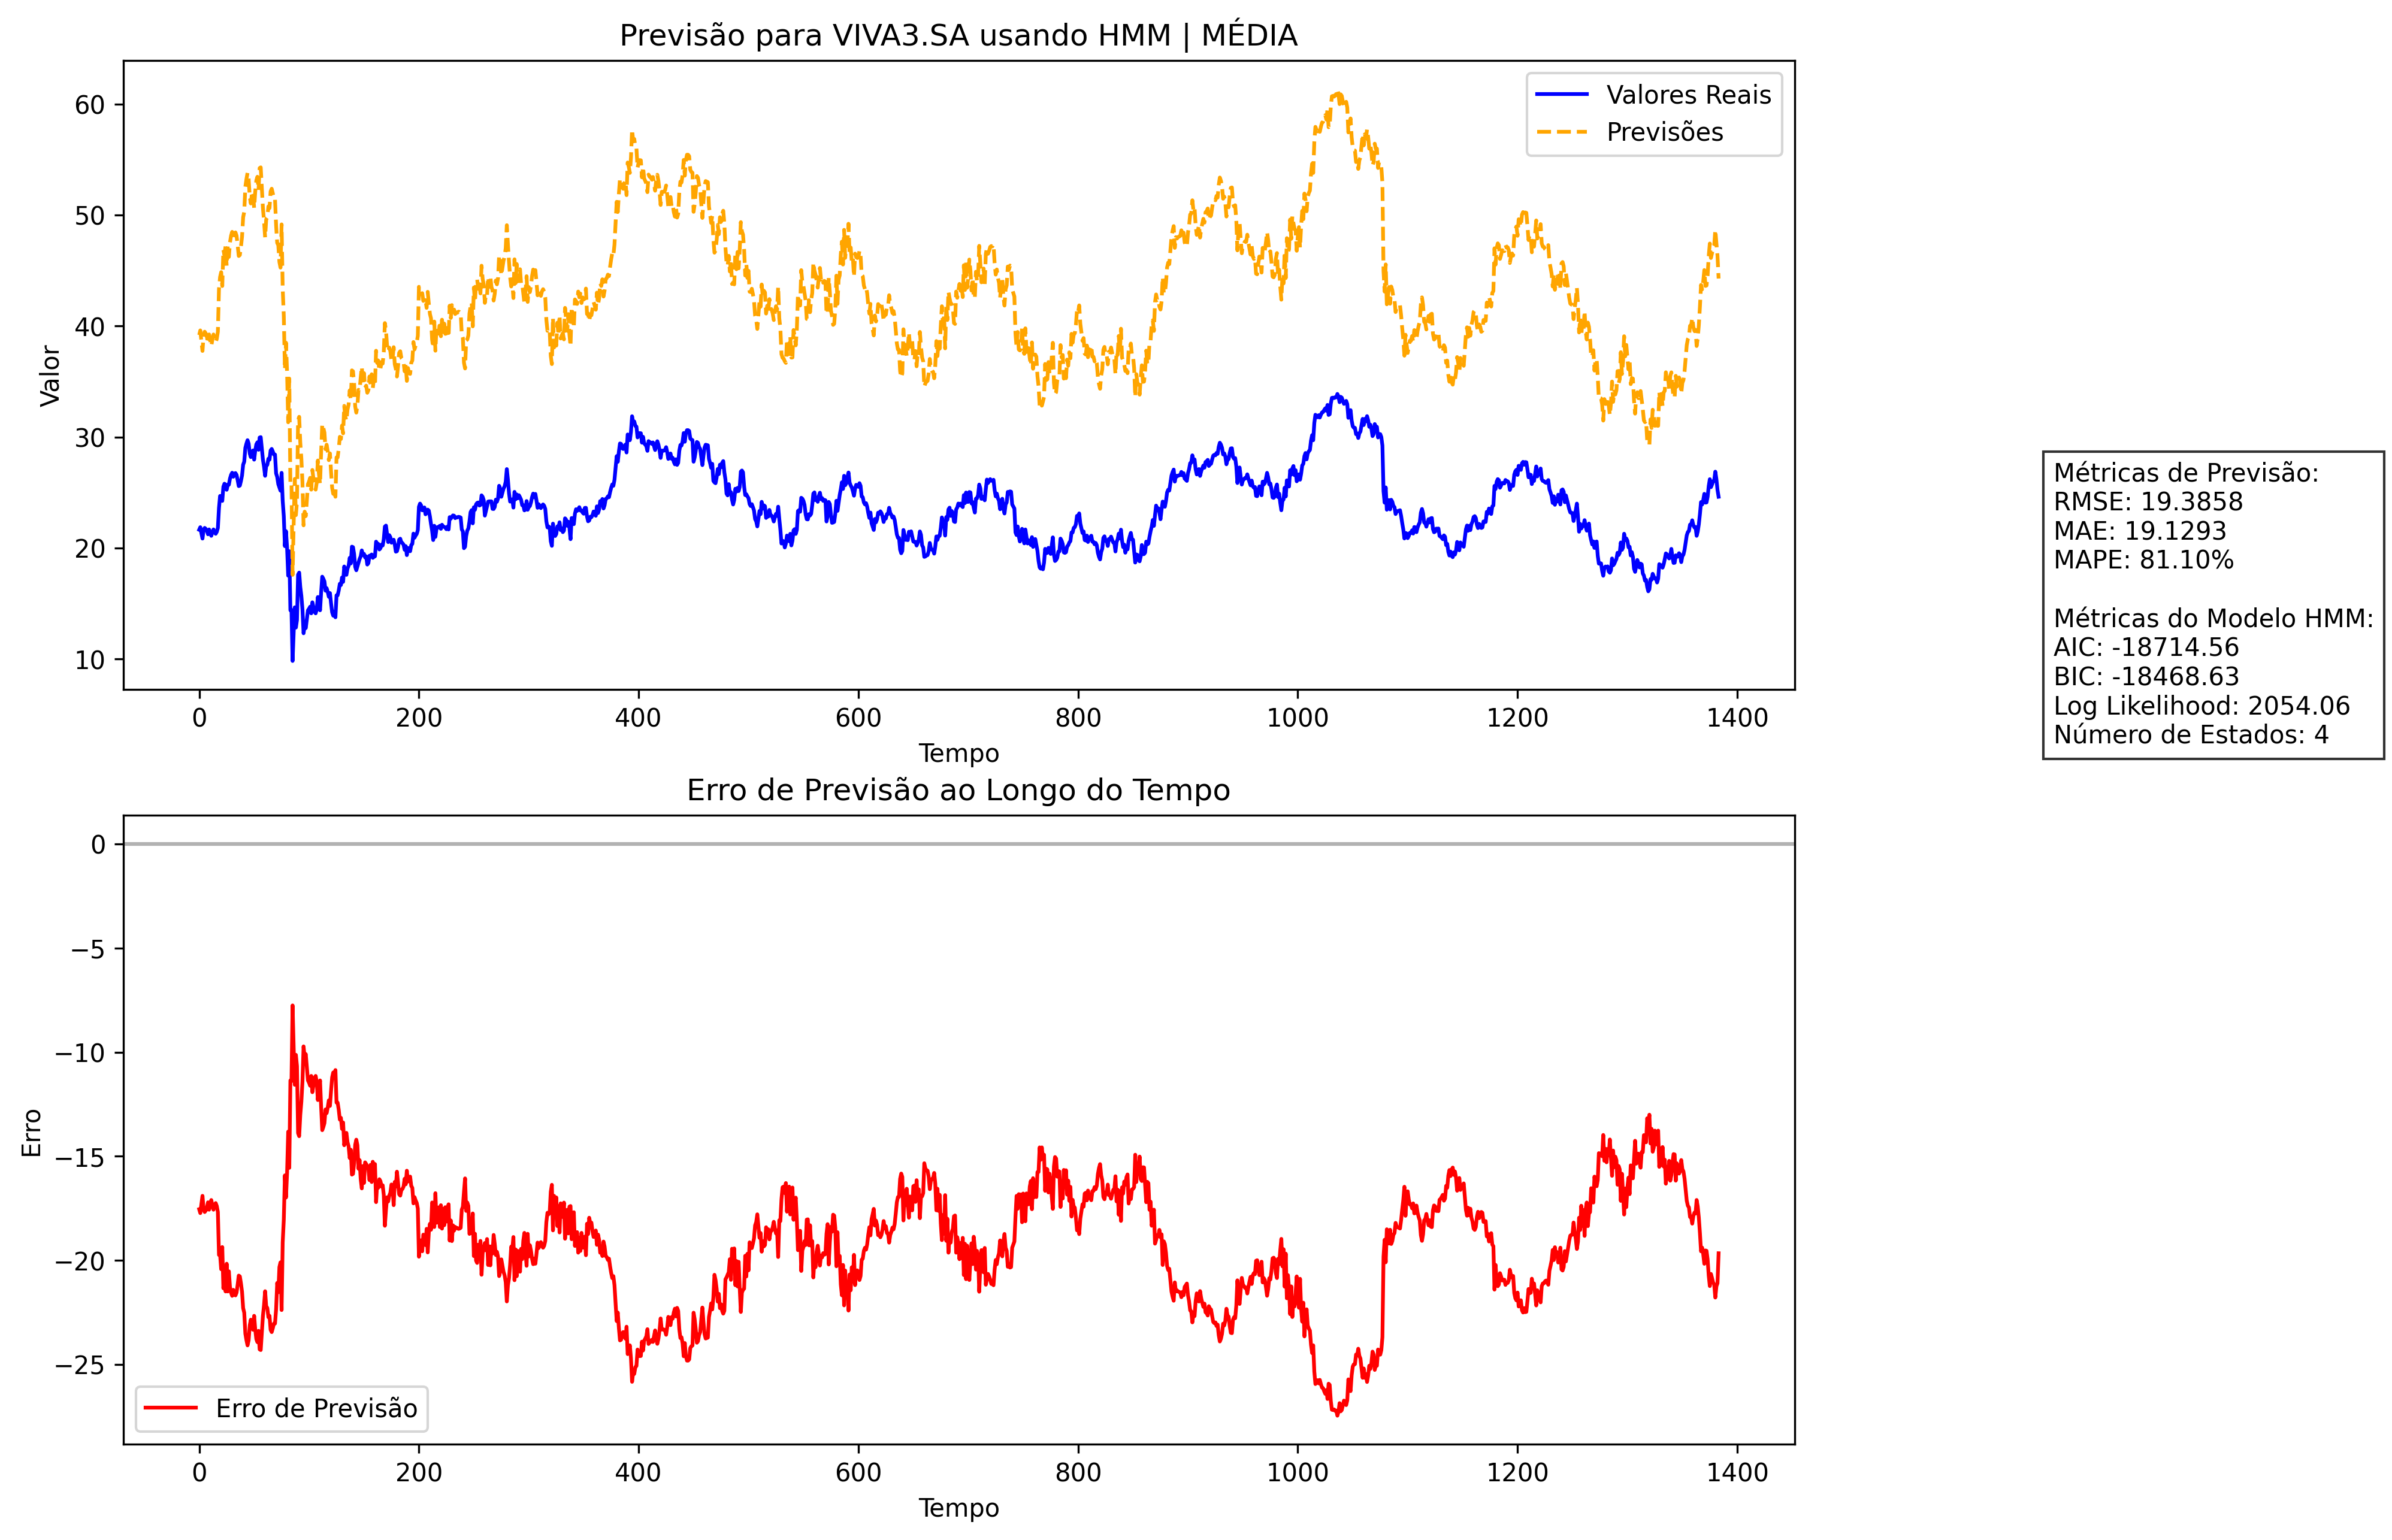 Previsão para VIVA3.SA usando HMM | MÉDIA
Valor
60
50
40
30
20
10
Valores Reais
Previsões
0 200 400 600 800 1000 1200 1400
Tempo
Métricas de Previsão:
RMSE: 19.3858
MAE: 19.1293
MAPE: 81.10%
Métricas do Modelo HMM:
AIC: -18714.56
BIC: -18468.63
Log Likelihood: 2054.06
Número de Estados: 4
Erro de Previsão ao Longo do Tempo
Erro
0
−5
−10
−15
−20
−25
Erro de Previsão
0 200 400 600 800 1000 1200 1400
Tempo